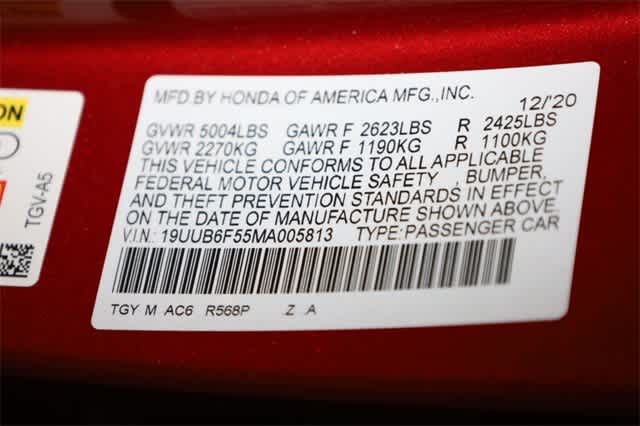 ON
TGV-A5
MFD.BY HONDA OF AMERICA MFG.,INC.
12/'20
GVWR 5004LBS GAWR F 2623LBS R 2425LBS
GVWR 2270KG GAWR F 1190KG R 1100KG
THIS VEHICLE CONFORMS TO ALL APPLICABLE
FEDERAL MOTOR VEHICLE SAFETY , BUMPER,
AND THEFT PREVENTION STANDARDS IN EFFECT
ON THE DATE OF MANUFACTURE SHOWN ABOVE.
V.I.N.: 19UUB6F55MA005813 TYPE:PASSENGER CAR
TGY M AC6 R568P Z A